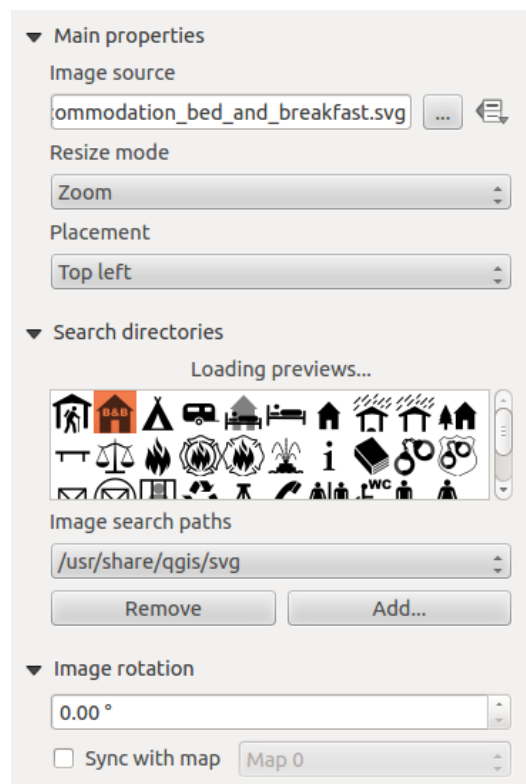 Main properties
Image source
ommodation_bed_and_breakfast.svg ...
Resize mode
Zoom
Placement
Top left
Search directories
Loading previews...
B&B
i
WC
Image search paths
/usr/share/qgis/svg
Remove Add...
Image rotation
0.00 °
Sync with map Map 0